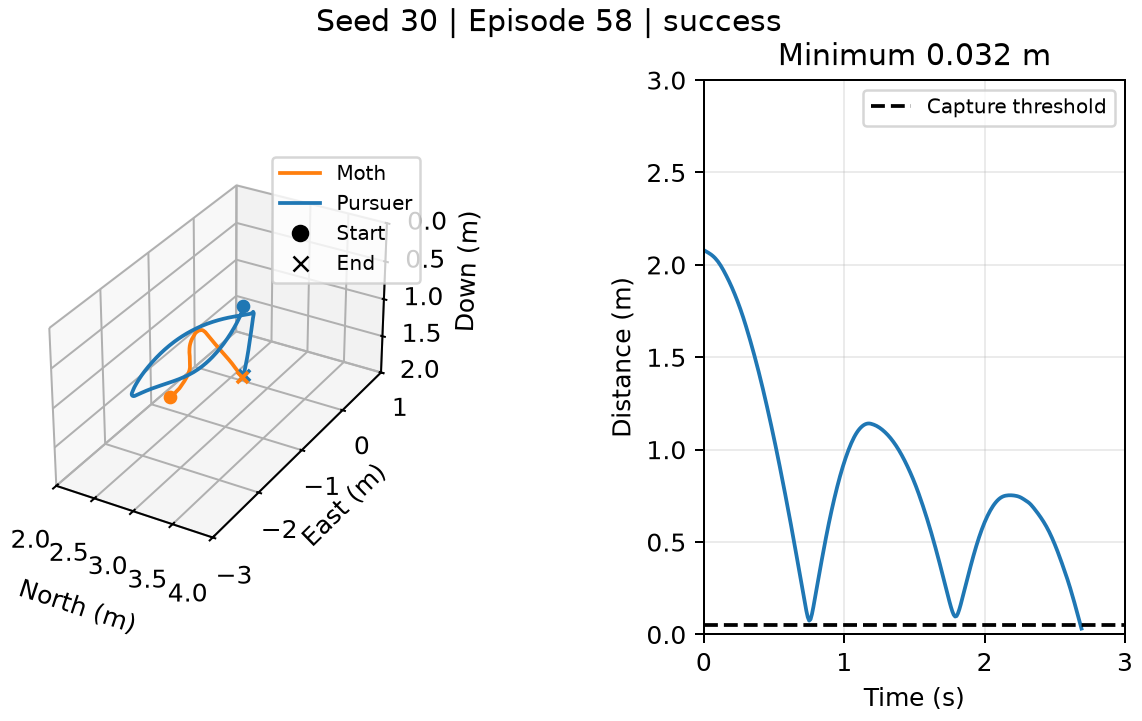 Seed 30 | Episode 58 | success
Moth
Pursuer
Start
End
0.0
0.5
1.0
1.5
2.0
Down (m)
1
0
−1
−2
−3
East (m)
2.0
2.5
3.0
3.5
4.0
North (m)
Minimum 0.032 m
Capture threshold
3.0
2.5
2.0
1.5
1.0
0.5
0.0
Distance (m)
0
1
2
3
Time (s)